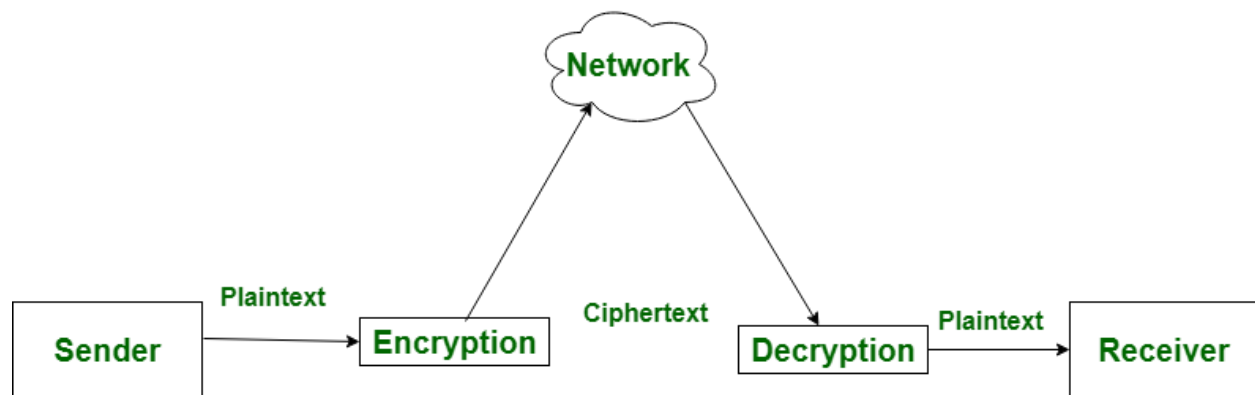 Network
Plaintext
Ciphertext
Plaintext
Sender
Encryption
Decryption
Receiver